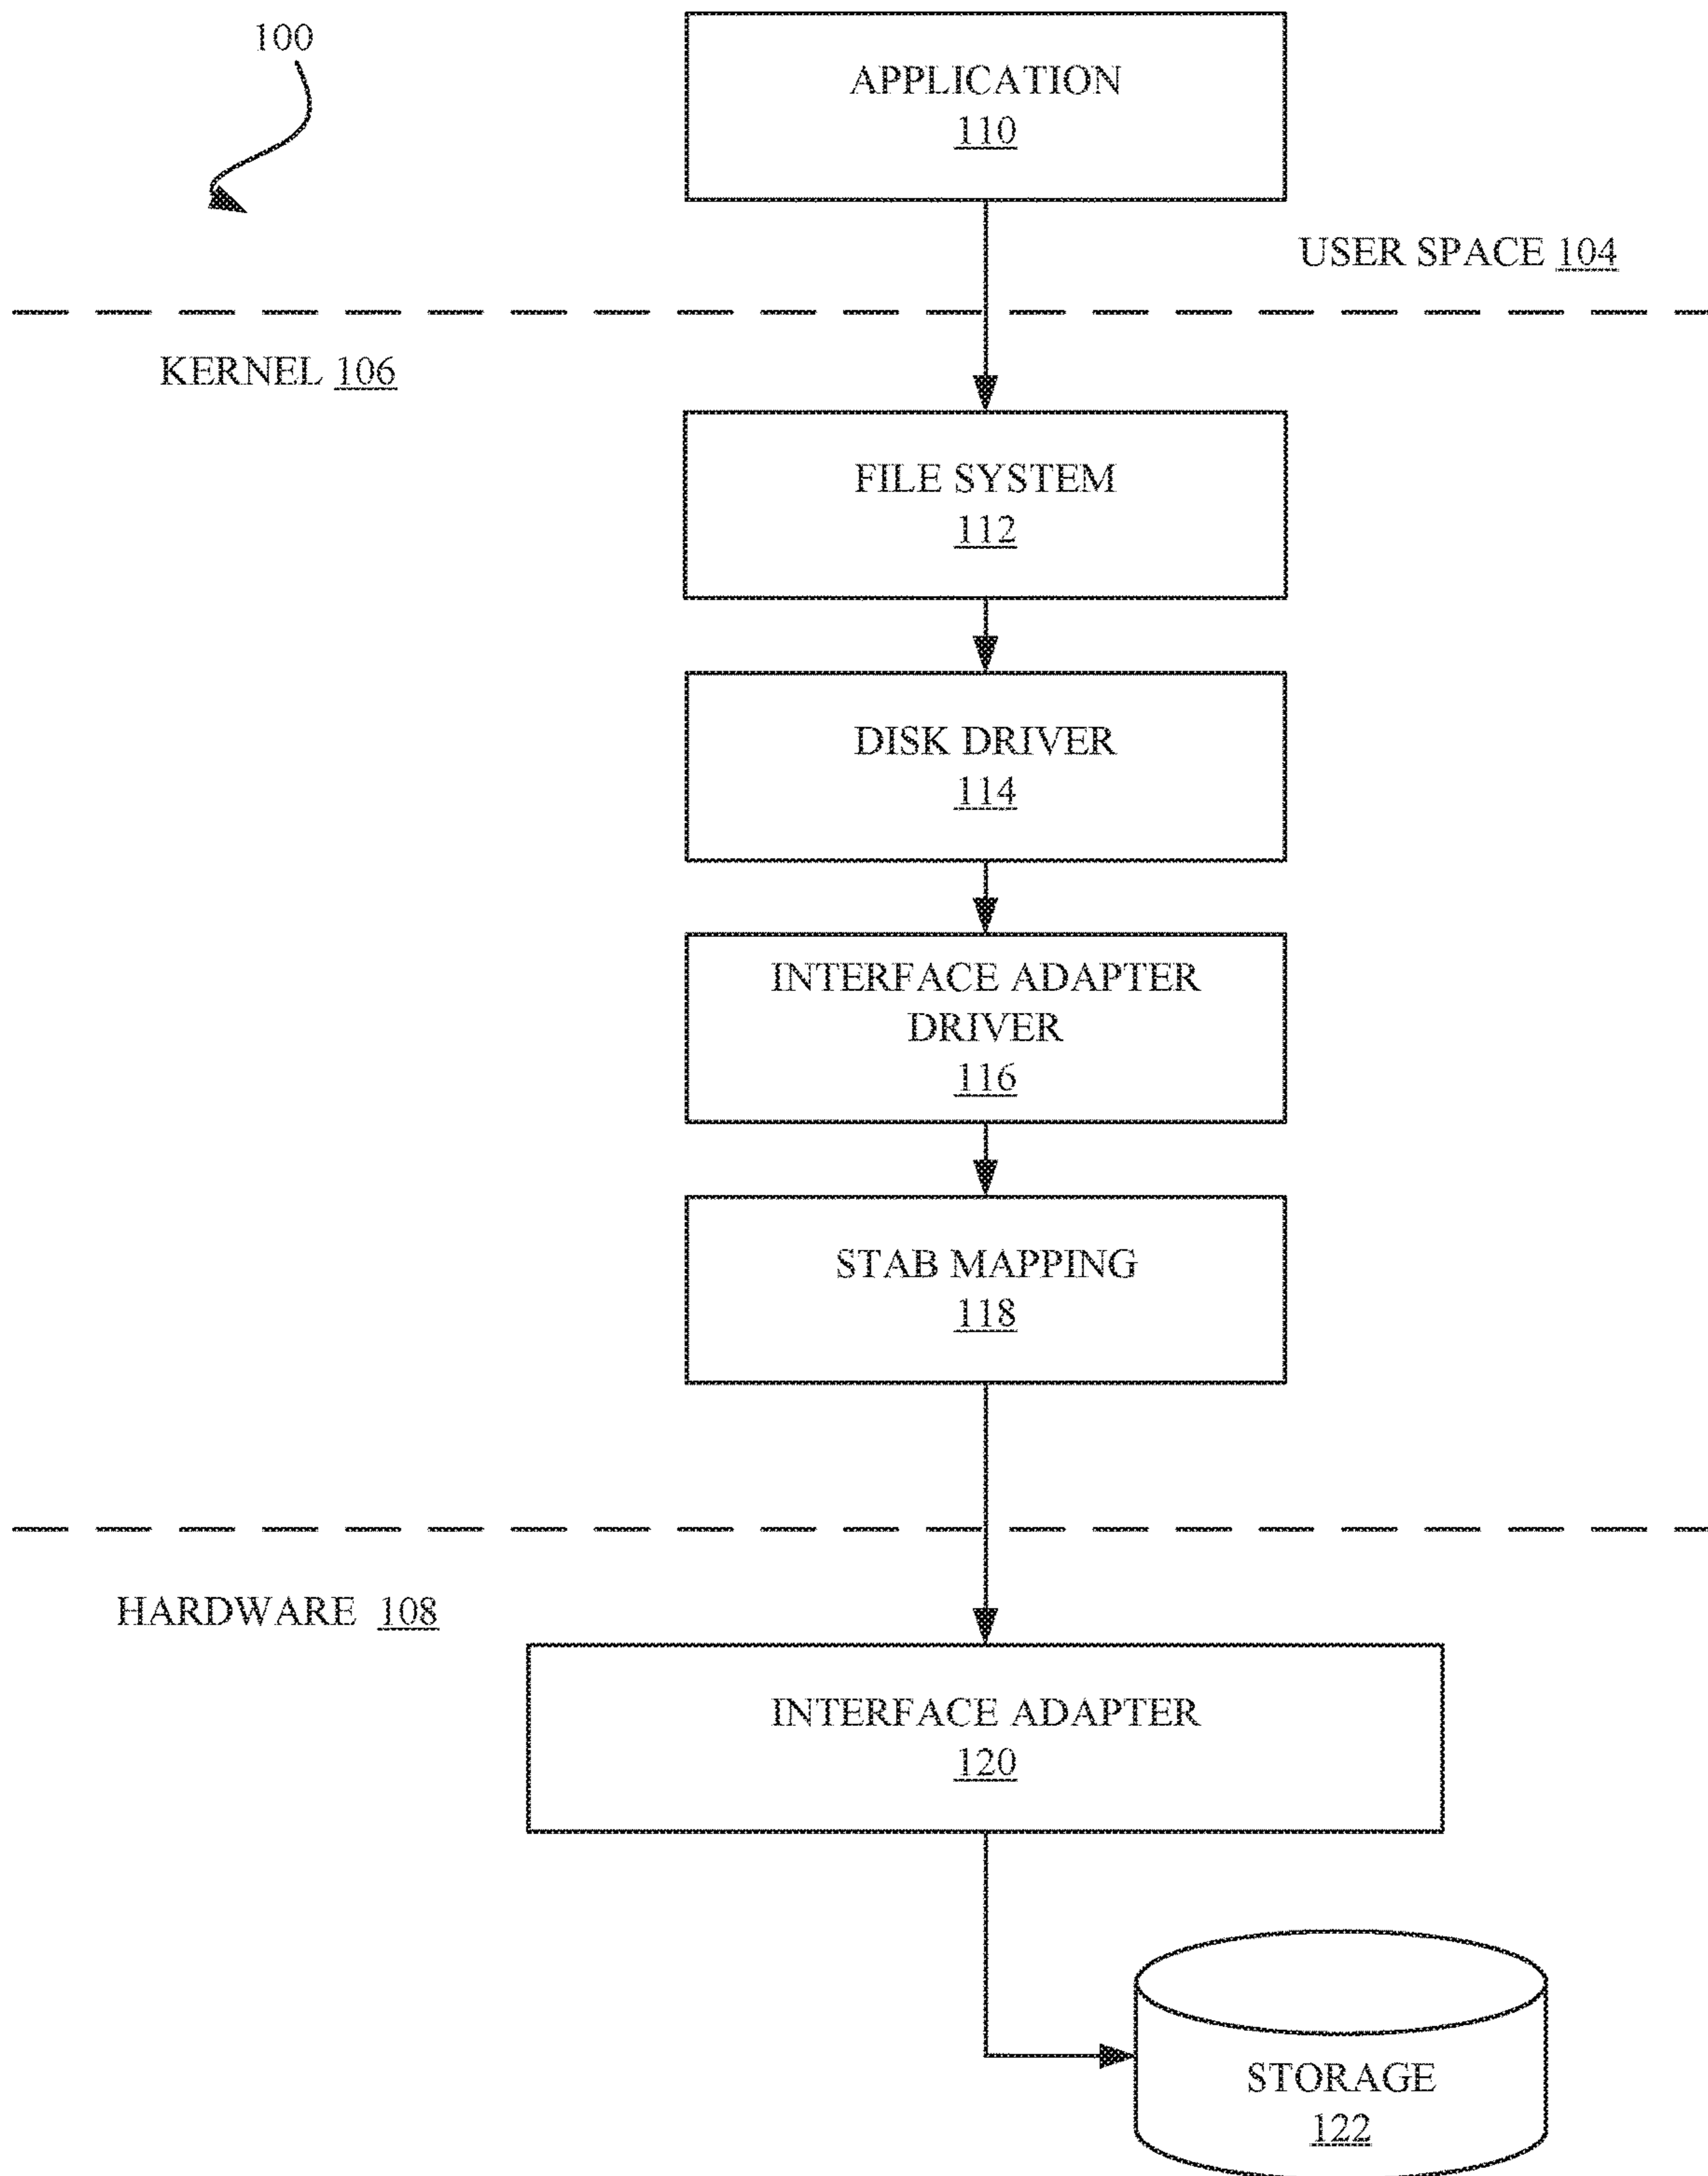 100
APPLICATION
110
USER SPACE 104
KERNEL 106
FILE SYSTEM
112
DISK DRIVER
114
INTERFACE ADAPTER
DRIVER
116
STAB MAPPING
118
HARDWARE 108
INTERFACE ADAPTER
120
STORAGE
122